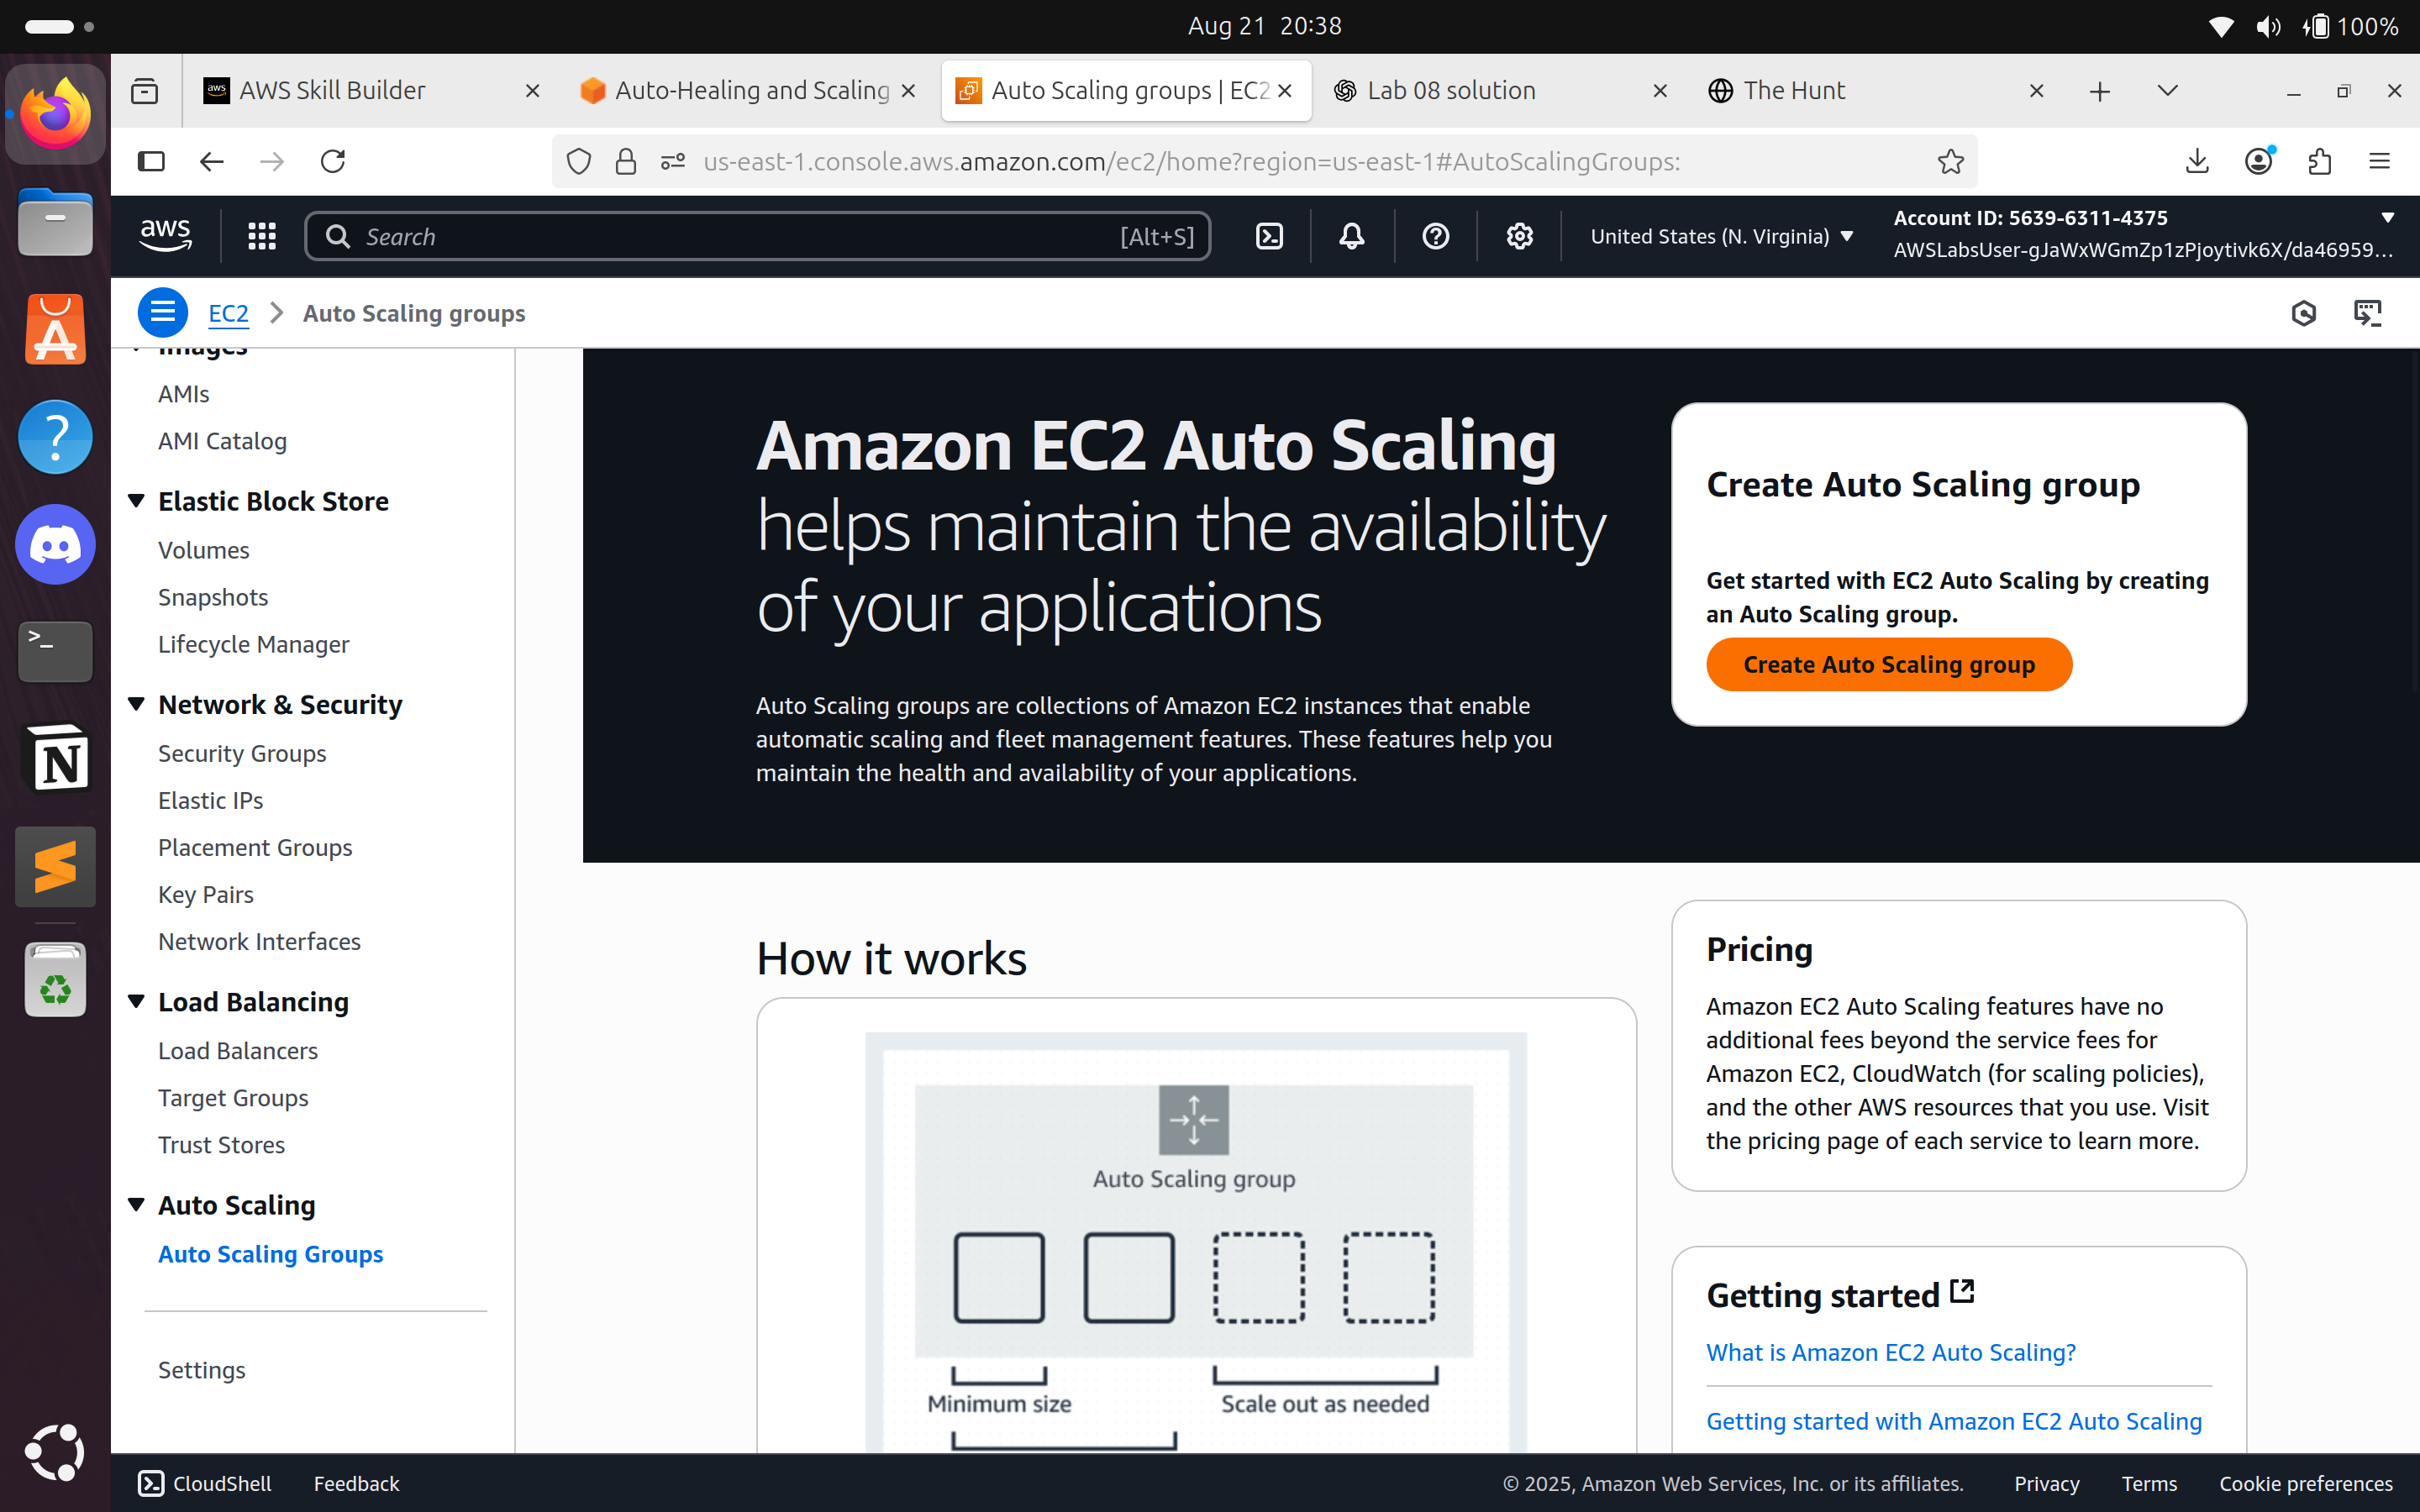 Aug 21 20:38
100%
AWS Skill Builder
Auto-Healing and Scaling
Auto Scaling groups | EC2
Lab 08 solution
The Hunt
us-east-1.console.aws.amazon.com/ec2/home?region=us-east-1#AutoScalingGroups:
aws
Search
[Alt+S]
United States (N. Virginia)
Account ID: 5639-6311-4375
AWSLabsUser-gJaWxWGmZp1zPjoytivk6X/da46959...
EC2
Auto Scaling groups
Images
AMIs
AMI Catalog
Elastic Block Store
Volumes
Snapshots
Lifecycle Manager
Network & Security
Security Groups
Elastic IPs
Placement Groups
Key Pairs
Network Interfaces
Load Balancing
Load Balancers
Target Groups
Trust Stores
Auto Scaling
Auto Scaling Groups
Settings
Amazon EC2 Auto Scaling
helps maintain the availability
of your applications
Auto Scaling groups are collections of Amazon EC2 instances that enable
automatic scaling and fleet management features. These features help you
maintain the health and availability of your applications.
Create Auto Scaling group
Get started with EC2 Auto Scaling by creating
an Auto Scaling group.
Create Auto Scaling group
How it works
Auto Scaling group
Minimum size
Scale out as needed
Pricing
Amazon EC2 Auto Scaling features have no
additional fees beyond the service fees for
Amazon EC2, CloudWatch (for scaling policies),
and the other AWS resources that you use. Visit
the pricing page of each service to learn more.
Getting started
What is Amazon EC2 Auto Scaling?
Getting started with Amazon EC2 Auto Scaling
CloudShell
Feedback
© 2025, Amazon Web Services, Inc. or its affiliates.
Privacy
Terms
Cookie preferences